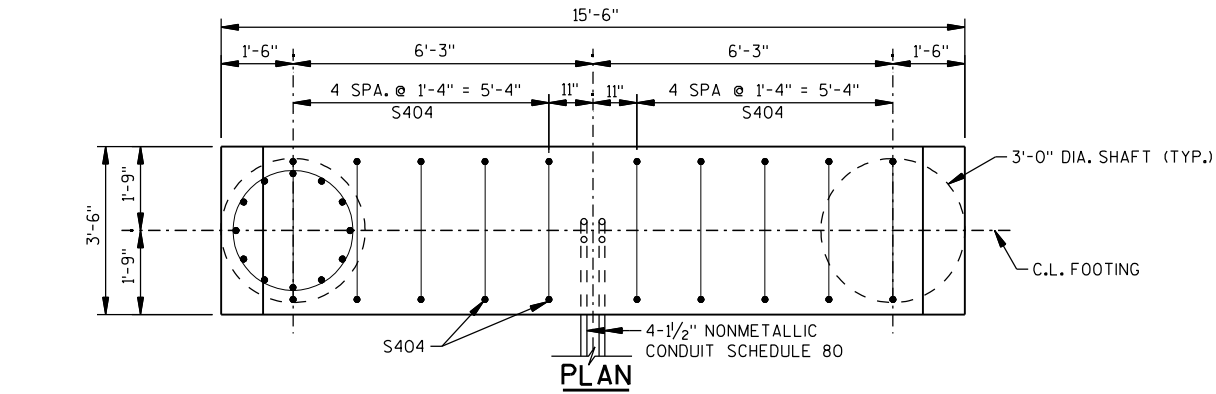 15'-6"
1'-6" 6'-3" 6'-3" 1'-6"
4 SPA. @ 1'-4" = 5'-4" 11" 11" 4 SPA @ 1'-4" = 5'-4"
S404 S404
3'-0" DIA. SHAFT (TYP.)
1'-9"
3'-6"
1'-9"
C.L. FOOTING
S404
4-1/2" NONMETALLIC
CONDUIT SCHEDULE 80
PLAN